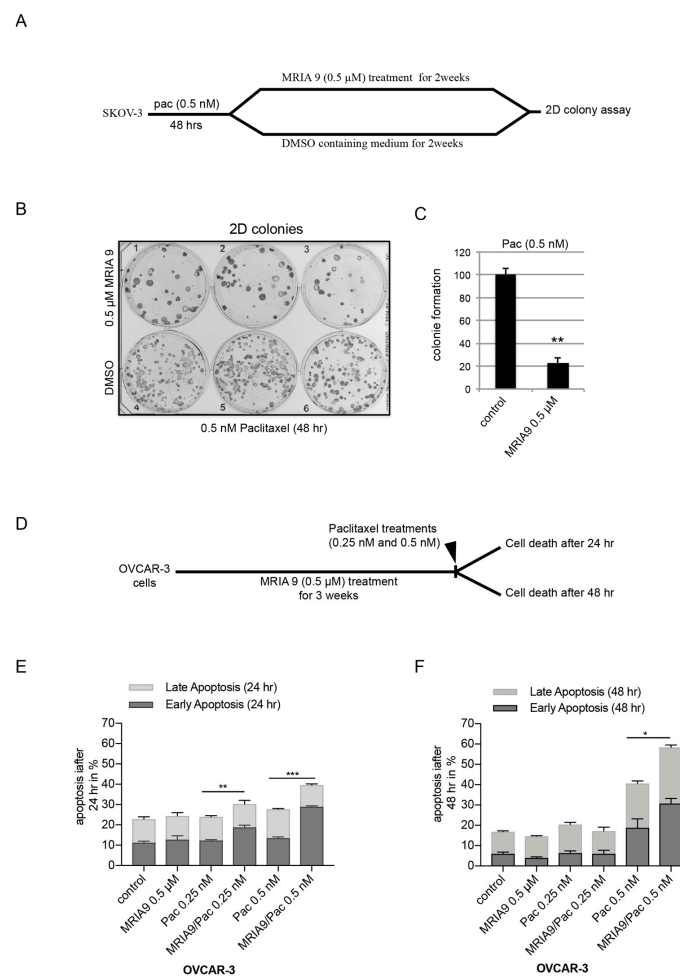 A
MRIA 9 (0.5 µM) treatment for 2weeks
SKOV-3
pac (0.5 nM)
48 hrs
2D colony assay
DMSO containing medium for 2weeks
B
2D colonies
0.5 µM MRIA 9
DMSO
1
2
3
4
5
6
0.5 nM Paclitaxel (48 hr)
C
Pac (0.5 nM)
colonie formation
120
100
80
60
40
20
0
**
control
MRIA9 0.5 µM
D
Paclitaxel treatments
(0.25 nM and 0.5 nM)
Cell death after 24 hr
OVCAR-3
cells
MRIA 9 (0.5 µM) treatment
for 3 weeks
Cell death after 48 hr
E
Late Apoptosis (24 hr)
Early Apoptosis (24 hr)
apoptosis iafter
24 hr in %
70
60
50
40
30
20
10
0
**
***
control
MRIA9 0.5 µM
Pac 0.25 nM
MRIA9/Pac 0.25 nM
Pac 0.5 nM
MRIA9/Pac 0.5 nM
OVCAR-3
F
Late Apoptosis (48 hr)
Early Apoptosis (48 hr)
apoptosis iafter
48 hr in %
70
60
50
40
30
20
10
0
*
control
MRIA9 0.5 µM
Pac 0.25 nM
MRIA9/Pac 0.25 nM
Pac 0.5 nM
MRIA9/Pac 0.5 nM
OVCAR-3